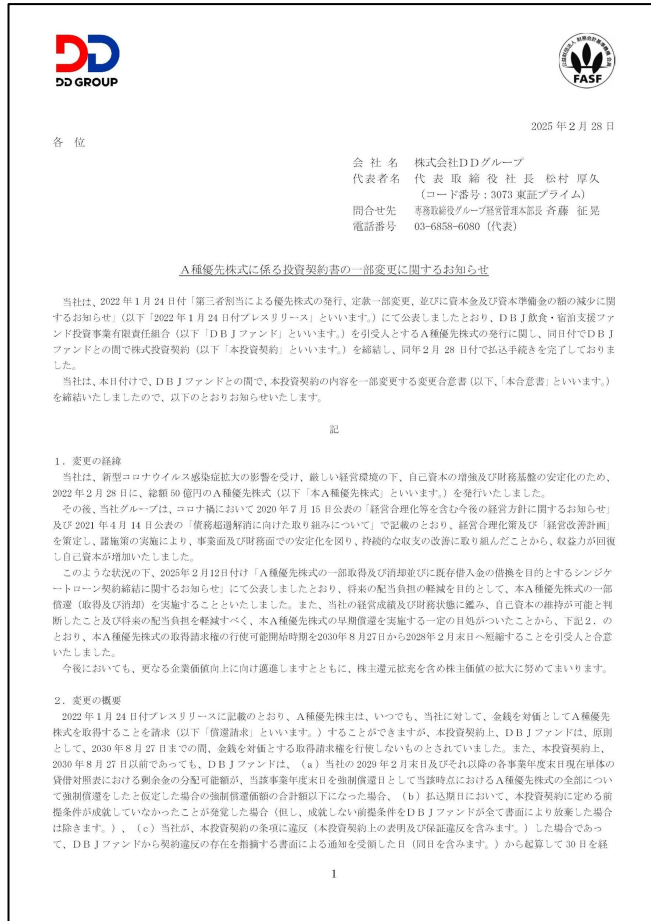 DD GROUP
公益財団法人 財務会計基準機構 会員
FASF
2025年2月28日
各 位
会 社 名 株式会社DDグループ
代表者名 代表取締役社長 松村 厚久
（コード番号：3073 東証プライム）
問合せ先 専務取締役グループ経営管理本部長 斉藤 征晃
電話番号 03-6858-6080（代表）
A種優先株式に係る投資契約書の一部変更に関するお知らせ
当社は、2022年1月24日付「第三者割当による優先株式の発行、定款一部変更、並びに資本金及び資本準備金の額の減少に関
するお知らせ」（以下「2022年1月24日付プレスリリース」といいます。）にて公表しましたとおり、DBJ飲食・宿泊支援ファ
ンド投資事業有限責任組合（以下「DBJファンド」といいます。）を引受人とするA種優先株式の発行に関し、同日付でDBJ
ファンドとの間で株式投資契約（以下「本投資契約」といいます。）を締結し、同年2月28日付で払込手続きを完了しておりま
した。
当社は、本日付けで、DBJファンドとの間で、本投資契約の内容を一部変更する変更合意書（以下、「本合意書」といいます。）
を締結いたしましたので、以下のとおりお知らせいたします。
記
1．変更の経緯
当社は、新型コロナウイルス感染症拡大の影響を受け、厳しい経営環境の下、自己資本の増強及び財務基盤の安定化のため、
2022年2月28日に、総額50億円のA種優先株式（以下「本A種優先株式」といいます。）を発行いたしました。
その後、当社グループは、コロナ禍において2020年7月15日公表の「経営合理化等を含む今後の経営方針に関するお知らせ」
及び2021年4月14日公表の「債務超過解消に向けた取り組みについて」で記載のとおり、経営合理化策及び「経営改善計画」
を策定し、諸施策の実施により、事業面及び財務面での安定化を図り、持続的な収支の改善に取り組んだことから、収益力が回復
し自己資本が増加いたしました。
このような状況の下、2025年2月12日付け「A種優先株式の一部取得及び消却並びに既存借入金の借換を目的とするシンジケ
ートローン契約締結に関するお知らせ」にて公表しましたとおり、将来の配当負担の軽減を目的として、本A種優先株式の一部
償還（取得及び消却）を実施することといたしました。また、当社の経営成績及び財務状態に鑑み、自己資本の維持が可能と判
断したこと及び将来の配当負担を軽減すべく、本A種優先株式の早期償還を実施する一定の目処がついたことから、下記2．の
とおり、本A種優先株式の取得請求権の行使可能開始時期を2030年8月27日から2028年2月末日へ短縮することを引受人と合意
いたしました。
今後においても、更なる企業価値向上に向け邁進しますとともに、株主還元拡充を含め株主価値の拡大に努めてまいります。
2．変更の概要
2022年1月24日付プレスリリースに記載のとおり、A種優先株主は、いつでも、当社に対して、金銭を対価としてA種優先
株式を取得することを請求（以下「償還請求」といいます。）することができますが、本投資契約上、DBJファンドは、原則
として、2030年8月27日までの間、金銭を対価とする取得請求権を行使しないものとされていました。また、本投資契約上、
2030年8月27日以前であっても、DBJファンドは、（a）当社の2029年2月末日及びそれ以降の各事業年度末日現在単体の
貸借対照表における剰余金の分配可能額が、当該事業年度末日を強制償還日として当該時点におけるA種優先株式の全部につい
て強制償還をしたと仮定した場合の強制償還価額の合計額以下になった場合、（b）払込期日において、本投資契約に定める前
提条件が成就していなかったことが発覚した場合（但し、成就しない前提条件をDBJファンドが全て書面により放棄した場合
は除きます。）、（c）当社が、本投資契約の条項に違反（本投資契約上の表明及び保証違反を含みます。）した場合であっ
て、DBJファンドから契約違反の存在を指摘する書面による通知を受領した日（同日を含みます。）から起算して30日を経
1